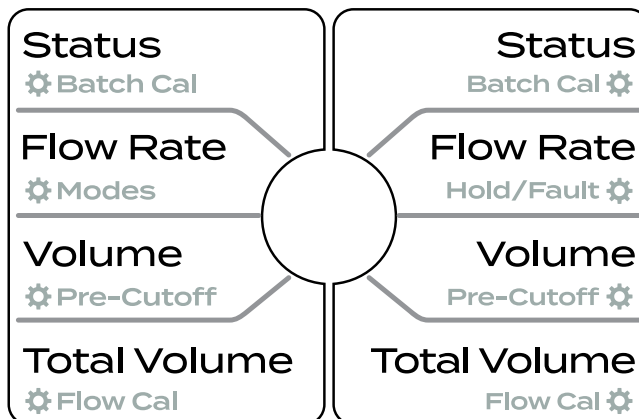 Status
Batch Cal
Flow Rate
Modes
Volume
Pre-Cutoff
Total Volume
Flow Cal
Status
Batch Cal
Flow Rate
Hold/Fault
Volume
Pre-Cutoff
Total Volume
Flow Cal